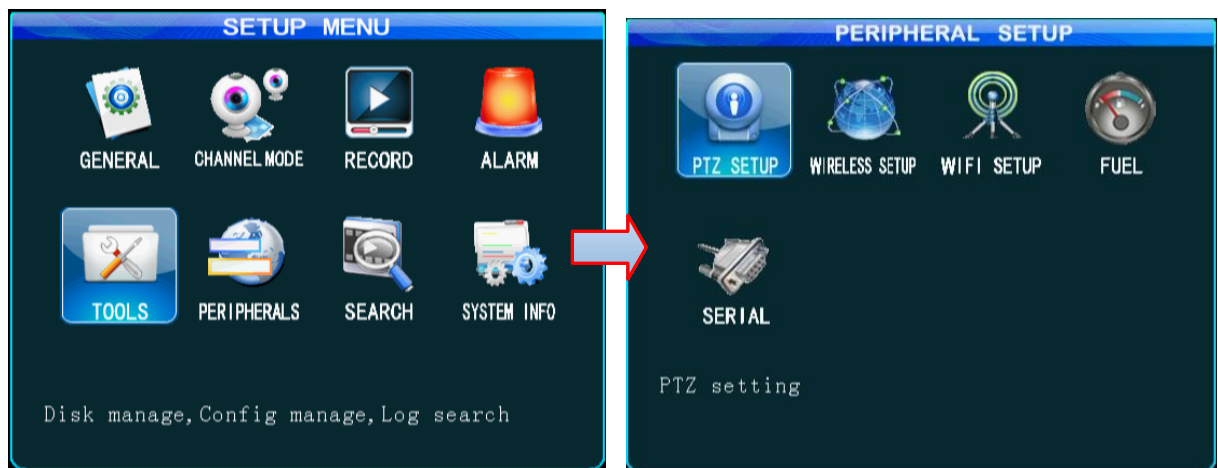 SETUP MENU
GENERAL CHANNEL MODE RECORD ALARM
TOOLS PERIPHERALS SEARCH SYSTEM INFO
Disk manage,Config manage,Log search
PERIPHERAL SETUP
PTZ SETUP WIRELESS SETUP WIFI SETUP FUEL
SERIAL
PTZ setting